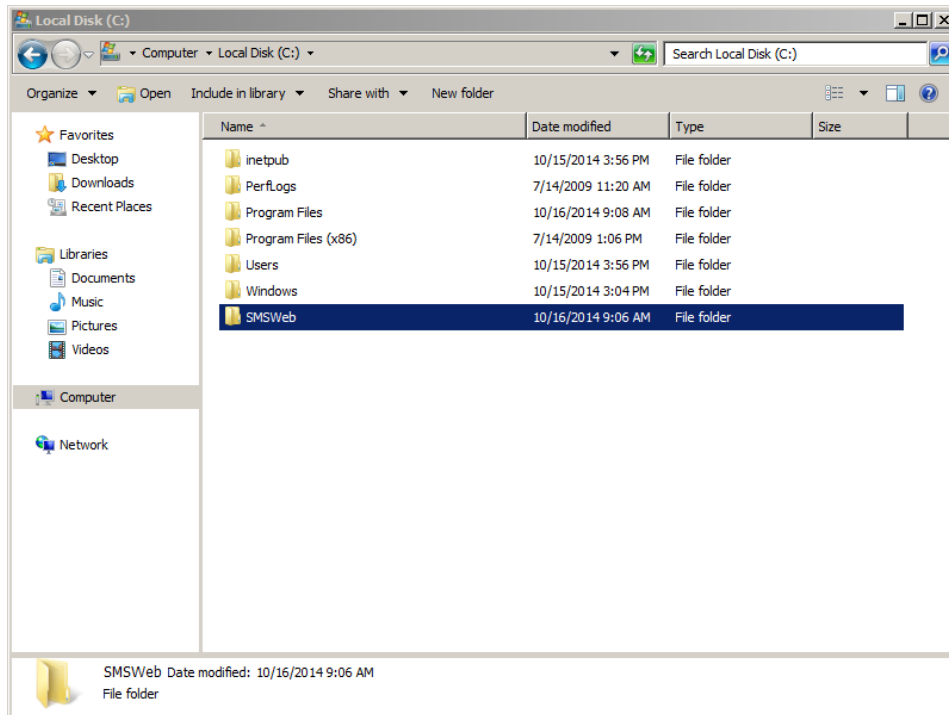 Local Disk (C:)
Computer Local Disk (C:) Search Local Disk (C:)
Organize Open Include in library Share with New folder
Favorites
Desktop
Downloads
Recent Places
Libraries
Documents
Music
Pictures
Videos
Computer
Network
Name Date modified Type Size
inetpub 10/15/2014 3:56 PM File folder
PerfLogs 7/14/2009 11:20 AM File folder
Program Files 10/16/2014 9:08 AM File folder
Program Files (x86) 7/14/2009 1:06 PM File folder
Users 10/15/2014 3:56 PM File folder
Windows 10/15/2014 3:04 PM File folder
SMSWeb 10/16/2014 9:06 AM File folder
SMSWeb Date modified: 10/16/2014 9:06 AM
File folder